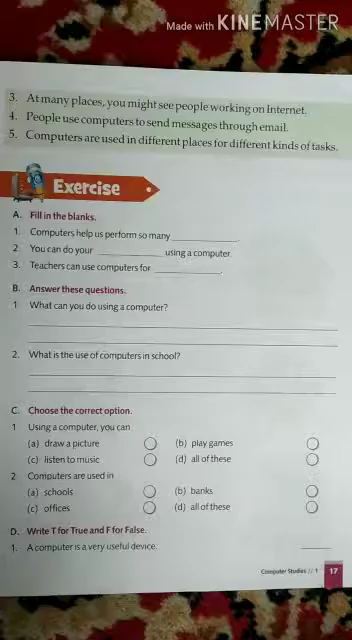 Made with KINEMASTER
3. At many places, you might see people working on Internet.
4. People use computers to send messages through email.
5. Computers are used in different places for different kinds of tasks.
Exercise
A. Fill in the blanks.
1. Computers help us perform so many ____________.
2. You can do your ____________ using a computer.
3. Teachers can use computers for ____________.
B. Answer these questions.
1 What can you do using a computer?
2. What is the use of computers in school?
C. Choose the correct option.
1 Using a computer, you can
(a) draw a picture (b) play games
(c) listen to music (d) all of these
2 Computers are used in
(a) schools (b) banks
(c) offices (d) all of these
D. Write T for True and F for False.
1. A computer is a very useful device. ______
Computer Studies // 1 17